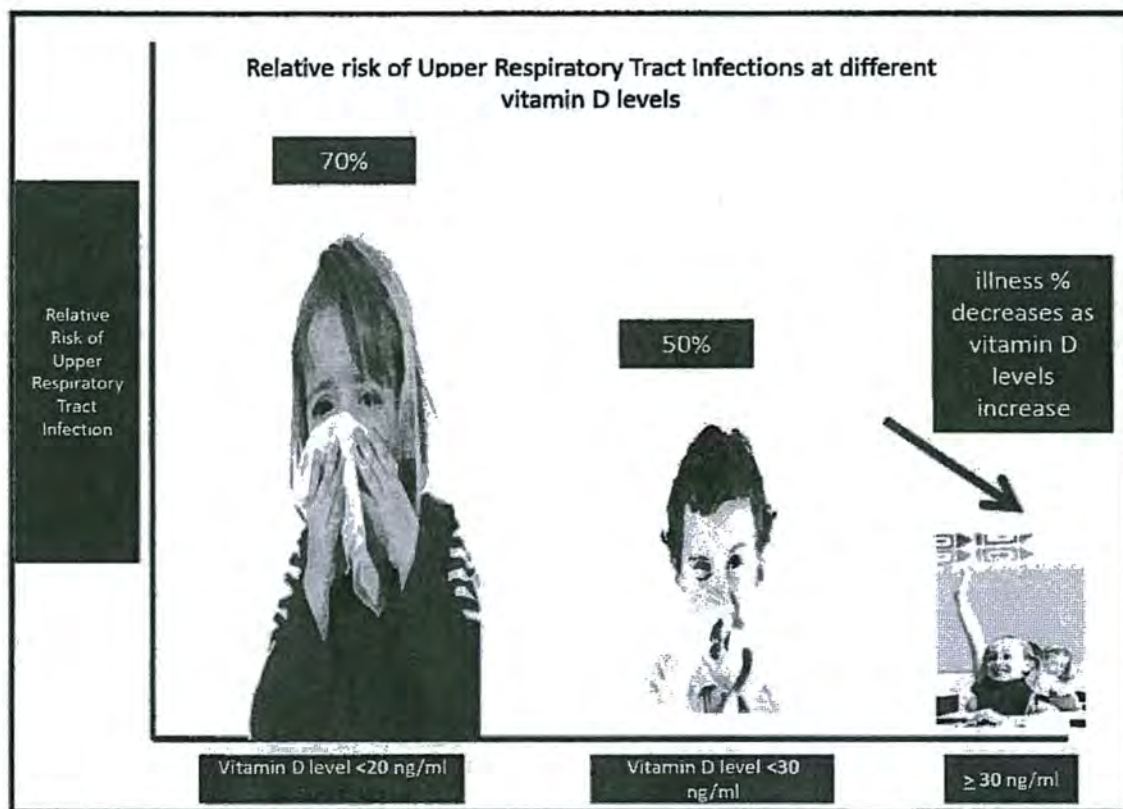 Relative risk of Upper Respiratory Tract Infections at different
vitamin D levels
70%
50%
illness %
decreases as
vitamin D
levels
increase
Relative
Risk of
Upper
Respiratory
Tract
Infection
Vitamin D level <20 ng/ml
Vitamin D level <30
ng/ml
≥ 30 ng/ml